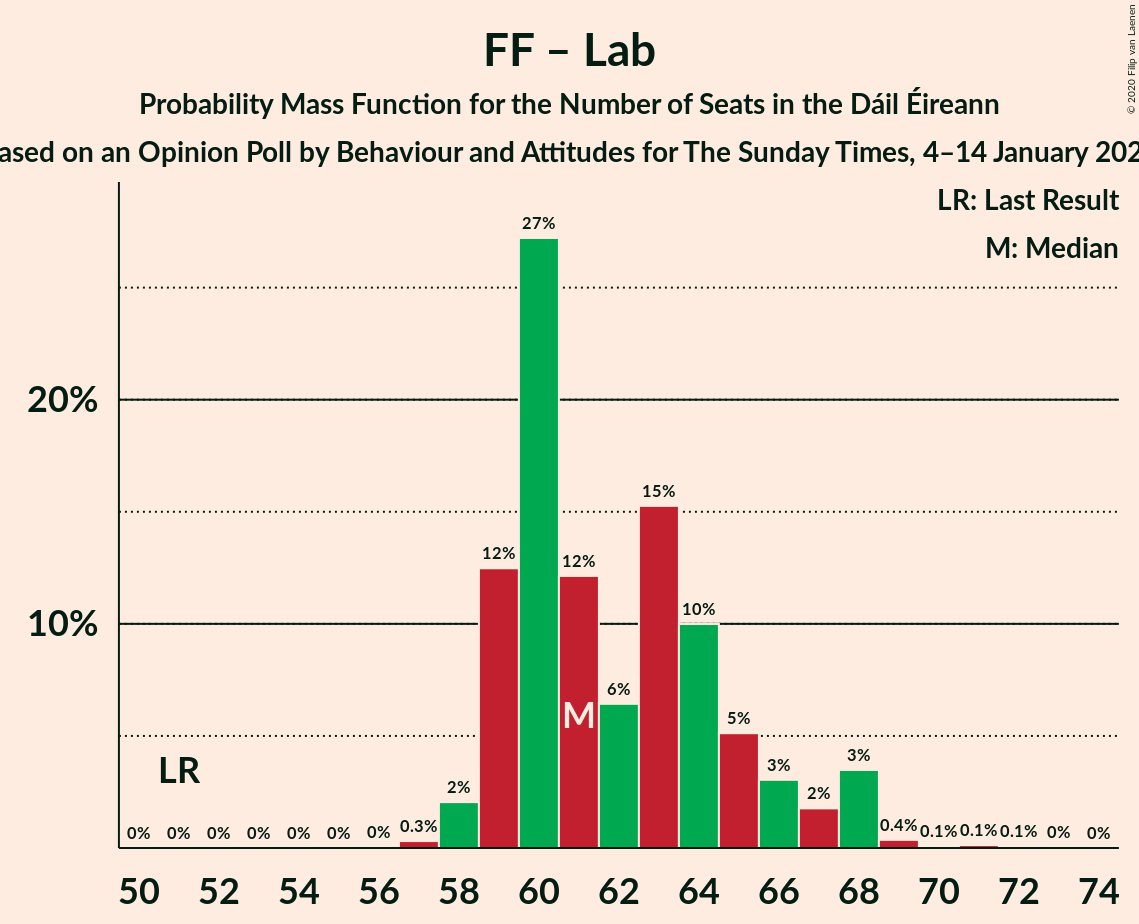 FF – Lab
Probability Mass Function for the Number of Seats in the Dáil Éireann
ased on an Opinion Poll by Behaviour and Attitudes for The Sunday Times, 4–14 January 202
© 2020 Filip van Laenen
LR: Last Result
M: Median
27%
20%
15%
12%
12%
10%
10%
6%
M
5%
LR
3%
3%
2%
2%
0% 0% 0% 0% 0% 0% 0% 0.3% 0.4% 0.1% 0.1% 0.1% 0% 0%
50 52 54 56 58 60 62 64 66 68 70 72 74